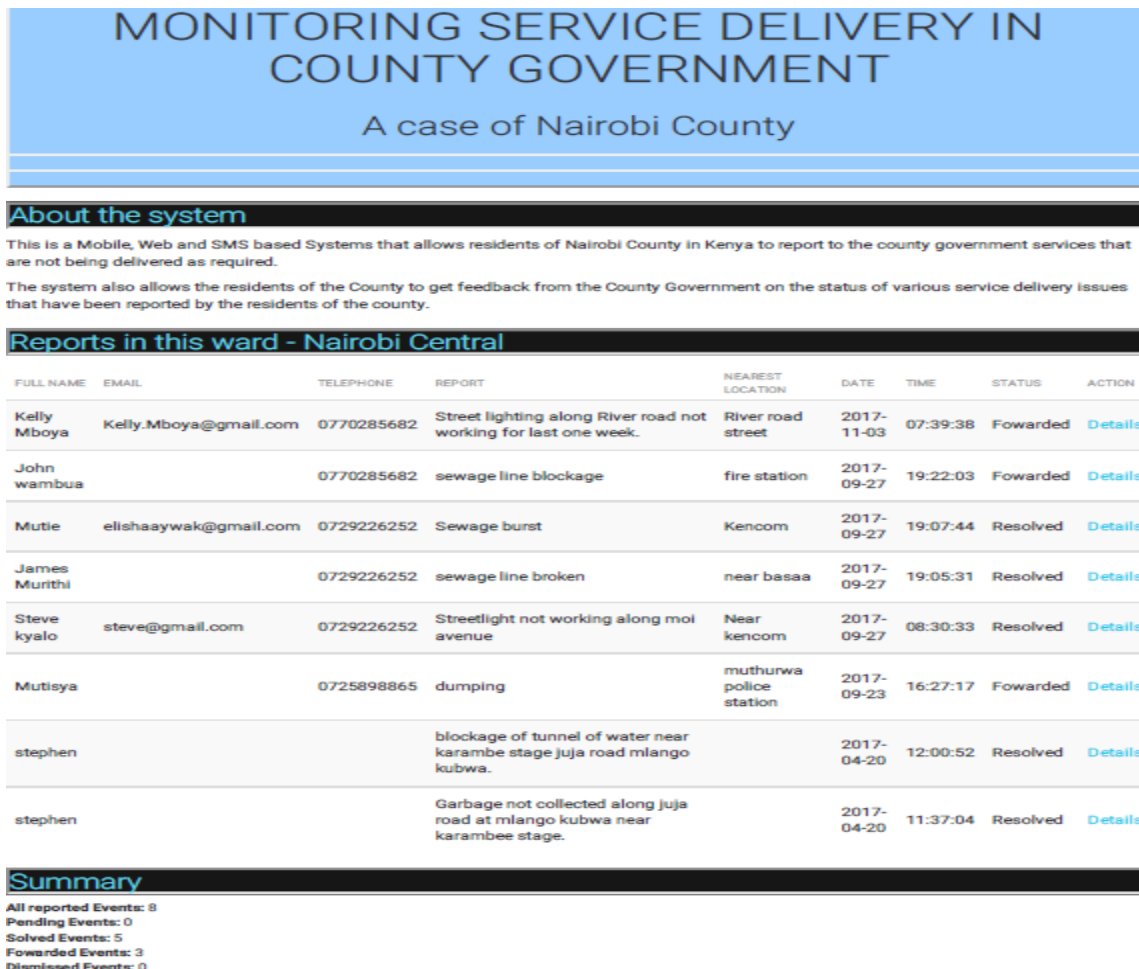 MONITORING SERVICE DELIVERY IN
COUNTY GOVERNMENT
A case of Nairobi County
About the system
This is a Mobile, Web and SMS based Systems that allows residents of Nairobi County in Kenya to report to the county government services that
are not being delivered as required.
The system also allows the residents of the County to get feedback from the County Government on the status of various service delivery issues
that have been reported by the residents of the county.
Reports in this ward - Nairobi Central
FULL NAME EMAIL TELEPHONE REPORT NEAREST LOCATION DATE TIME STATUS ACTION
Kelly Mboya Kelly.Mboya@gmail.com 0770285682 Street lighting along River road not working for last one week. River road street 2017-11-03 07:39:38 Fowarded Details
John wambua 0770285682 sewage line blockage fire station 2017-09-27 19:22:03 Fowarded Details
Mutie elishaaywak@gmail.com 0729226252 Sewage burst Kencom 2017-09-27 19:07:44 Resolved Details
James Murithi 0729226252 sewage line broken near basaa 2017-09-27 19:05:31 Resolved Details
Steve kyalo steve@gmail.com 0729226252 Streetlight not working along moi avenue Near kencom 2017-09-27 08:30:33 Resolved Details
Mutisya 0725898865 dumping muthurwa police station 2017-09-23 16:27:17 Fowarded Details
stephen blockage of tunnel of water near karambe stage juja road mlango kubwa. 2017-04-20 12:00:52 Resolved Details
stephen Garbage not collected along juja road at mlango kubwa near karambee stage. 2017-04-20 11:37:04 Resolved Details
Summary
All reported Events: 8
Pending Events: 0
Solved Events: 5
Fowarded Events: 3
Dismissed Events: 0